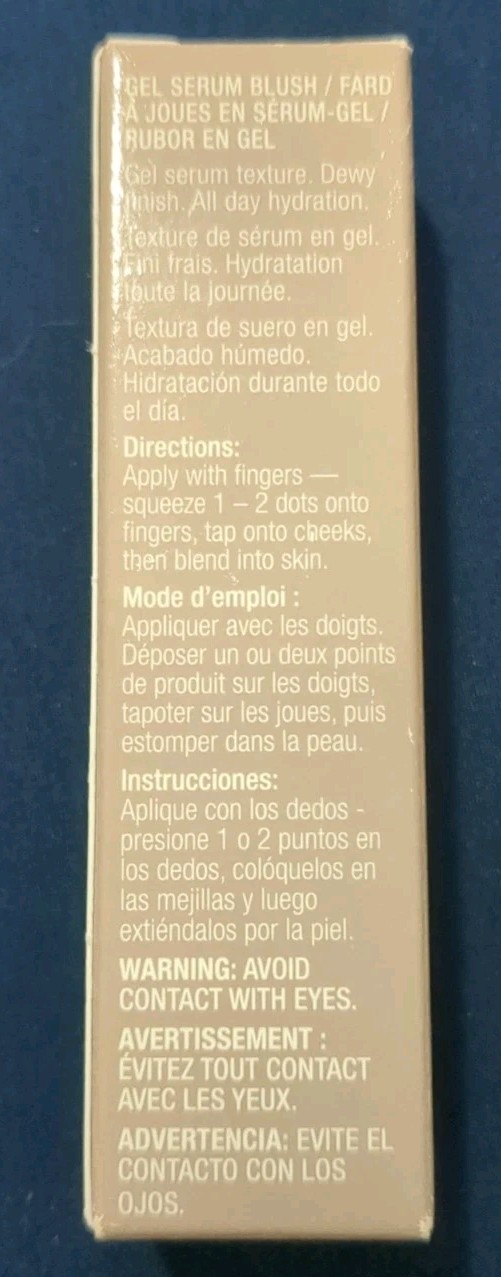 GEL SERUM BLUSH / FARD
À JOUES EN SÉRUM-GEL /
RUBOR EN GEL
Gel serum texture. Dewy
finish. All day hydration.
Texture de sérum en gel.
Fini frais. Hydratation
toute la journée.
Textura de suero en gel.
Acabado húmedo.
Hidratación durante todo
el día.
Directions:
Apply with fingers —
squeeze 1 – 2 dots onto
fingers, tap onto cheeks,
then blend into skin.
Mode d'emploi :
Appliquer avec les doigts.
Déposer un ou deux points
de produit sur les doigts,
tapoter sur les joues, puis
estomper dans la peau.
Instrucciones:
Aplique con los dedos -
presione 1 o 2 puntos en
los dedos, colóquelos en
las mejillas y luego
extiéndalos por la piel.
WARNING: AVOID
CONTACT WITH EYES.
AVERTISSEMENT :
ÉVITEZ TOUT CONTACT
AVEC LES YEUX.
ADVERTENCIA: EVITE EL
CONTACTO CON LOS
OJOS.